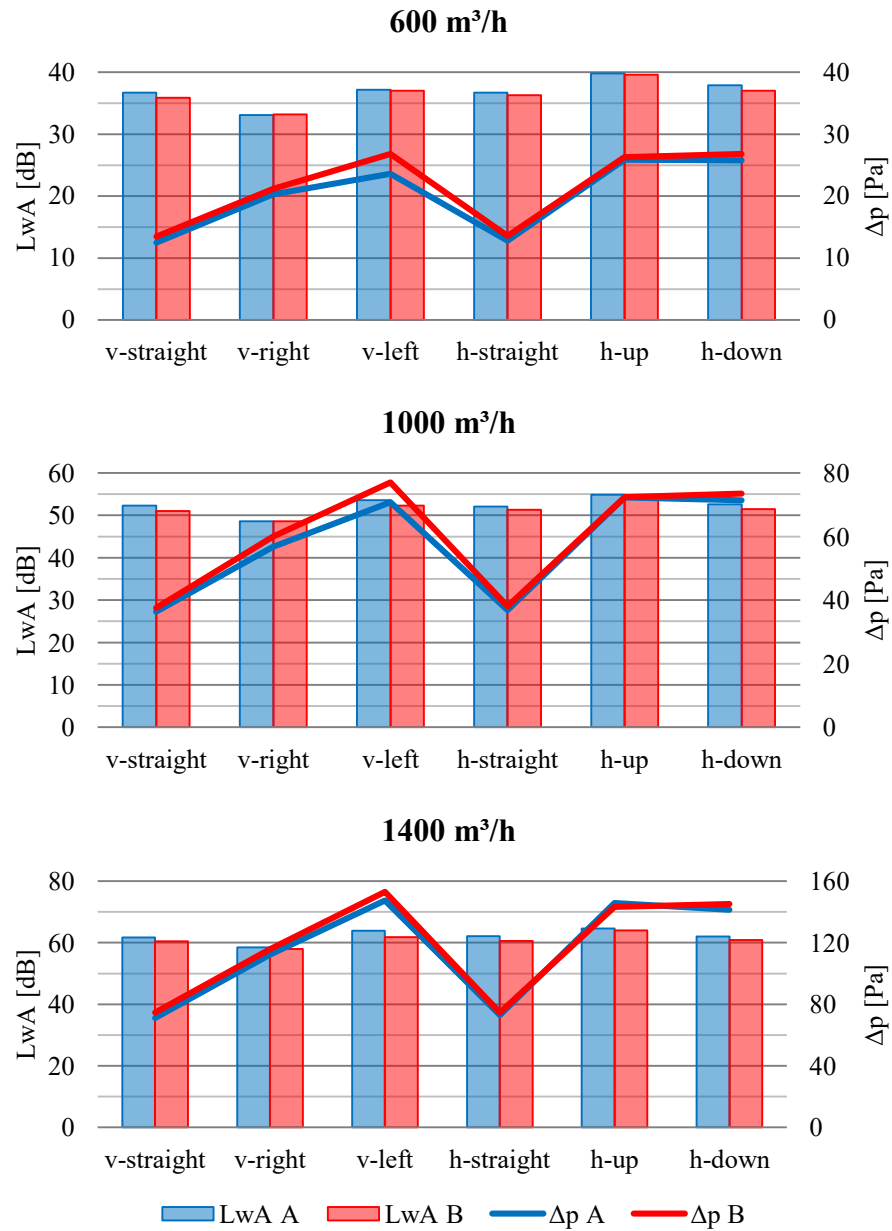 600 m³/h
LwA [dB]
40
30
20
10
0
40
30
20
10
0
Δp [Pa]
v-straight v-right v-left h-straight h-up h-down
1000 m³/h
LwA [dB]
60
50
40
30
20
10
0
80
60
40
20
0
Δp [Pa]
v-straight v-right v-left h-straight h-up h-down
1400 m³/h
LwA [dB]
80
60
40
20
0
160
120
80
40
0
Δp [Pa]
v-straight v-right v-left h-straight h-up h-down
LwA A LwA B Δp A Δp B